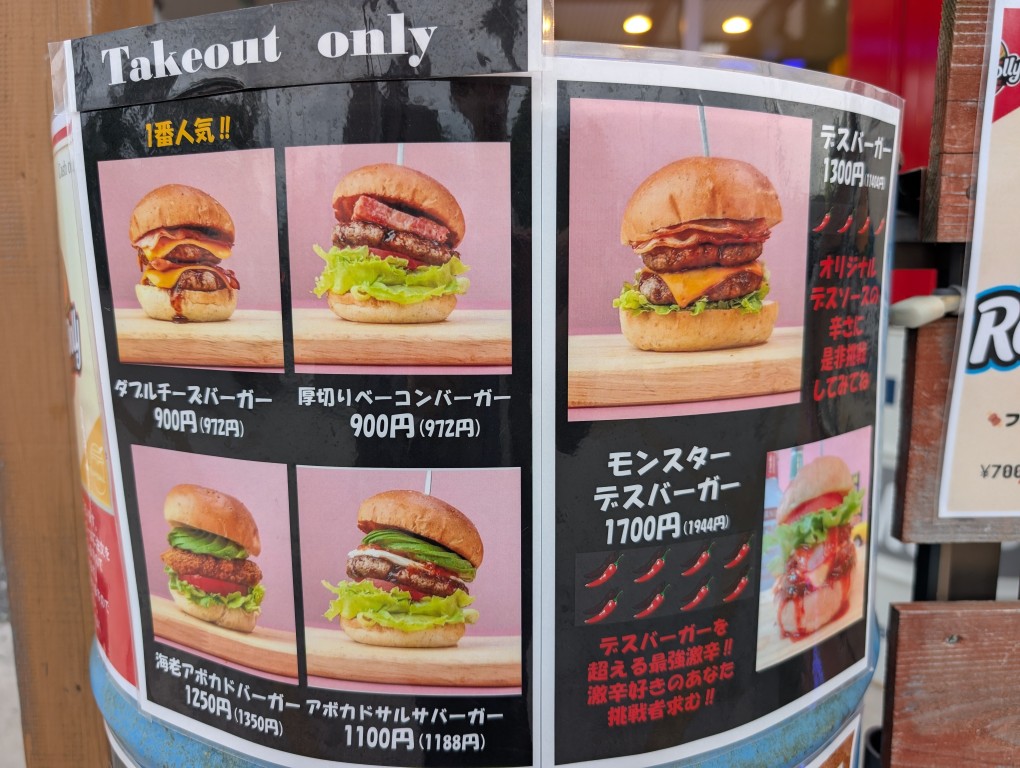 Takeout only
1番人気!!
ダブルチーズバーガー
900円(972円)
厚切りベーコンバーガー
900円(972円)
海老アボカドバーガー
1250円(1350円)
アボカドサルサバーガー
1100円(1188円)
デスバーガー
1300円
オリジナル
デスソースの
辛さに
是非挑戦
してみてね
モンスター
デスバーガー
1700円(1944円)
デスバーガーを
超える最強激辛!!
激辛好きのあなた
挑戦者求む!!